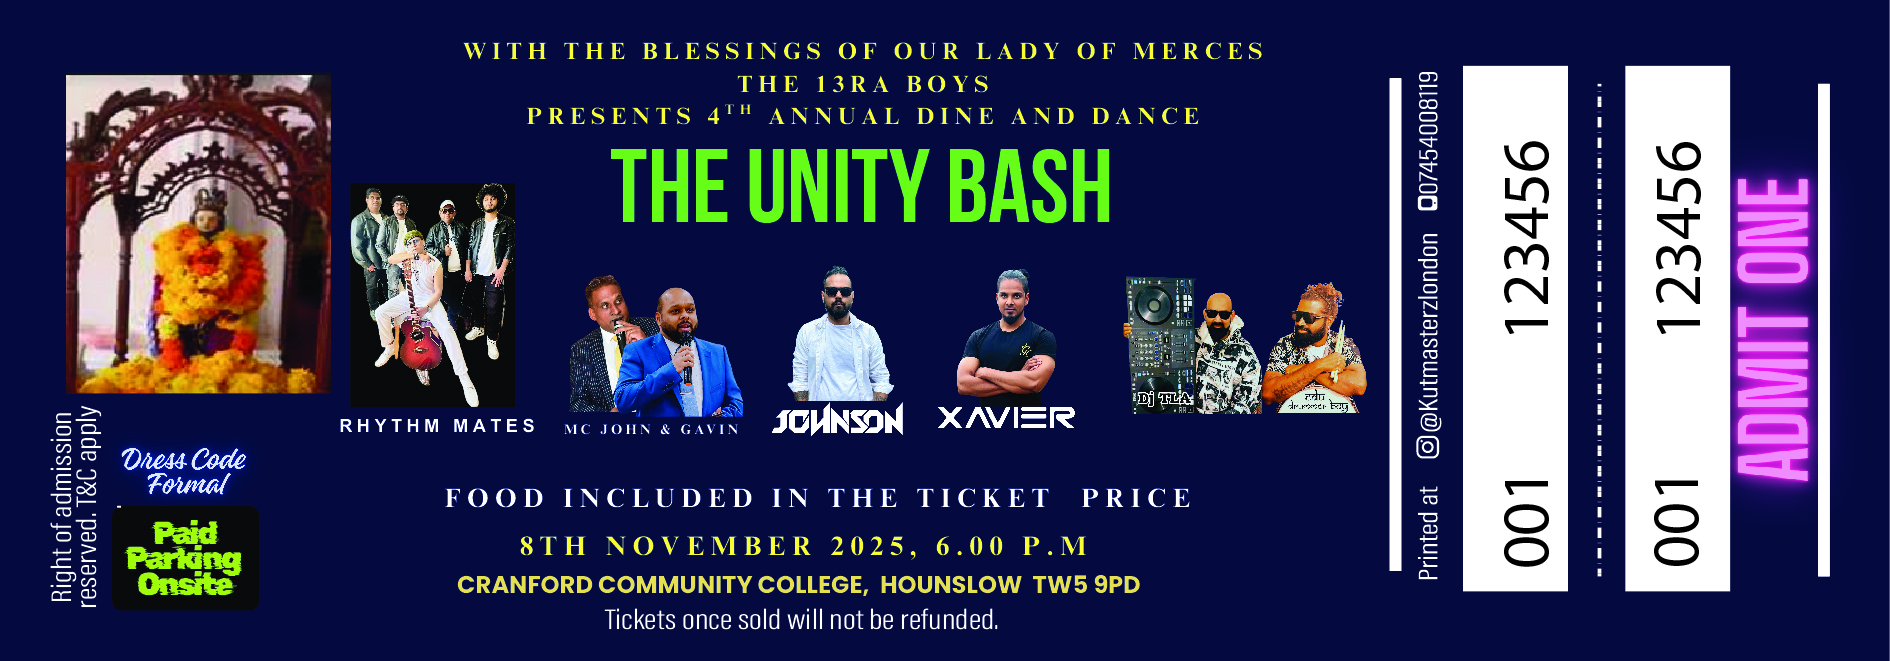 WITH THE BLESSINGS OF OUR LADY OF MERCES
THE 13RA BOYS
PRESENTS 4TH ANNUAL DINE AND DANCE
THE UNITY BASH
RHYTHM MATES
MC JOHN & GAVIN
JOHNSON
XAVIER
Dj TLA
edu
drummer boy
Right of admission
reserved. T&C apply
Dress Code
Formal
Paid
Parking
Onsite
FOOD INCLUDED IN THE TICKET PRICE
8TH NOVEMBER 2025, 6.00 P.M
CRANFORD COMMUNITY COLLEGE, HOUNSLOW TW5 9PD
Tickets once sold will not be refunded.
Printed at @Kutmasterzlondon 07454008119
001 123456
001 123456
ADMIT ONE